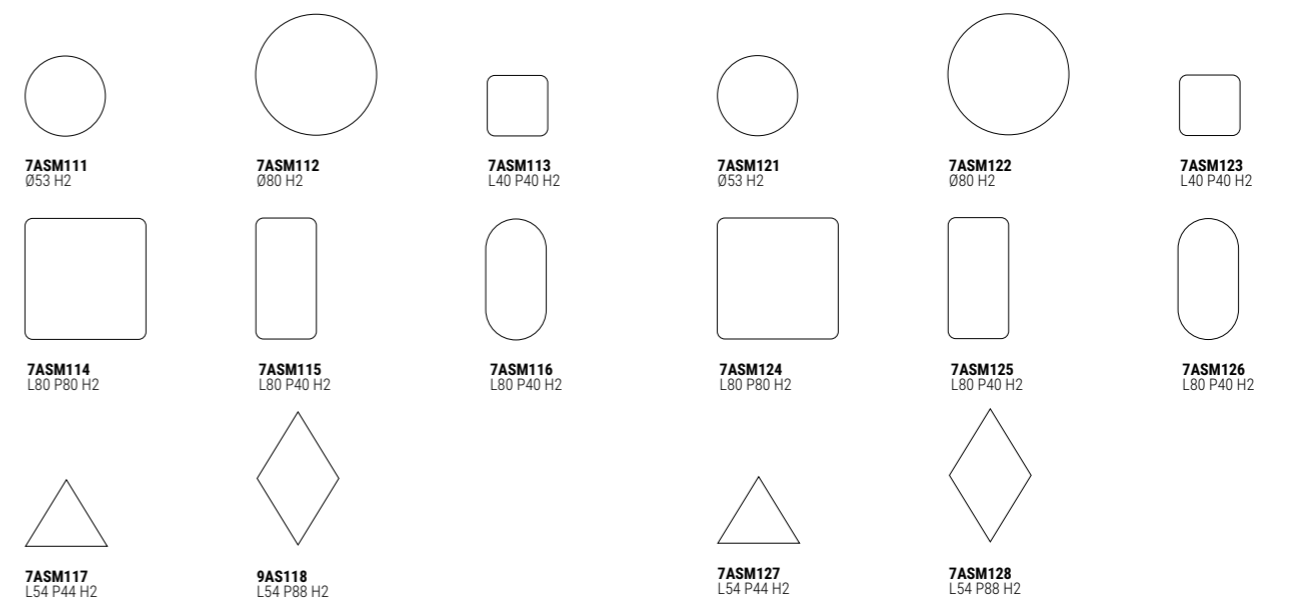 7ASM111
Ø53 H2
7ASM112
Ø80 H2
7ASM113
L40 P40 H2
7ASM121
Ø53 H2
7ASM122
Ø80 H2
7ASM123
L40 P40 H2
7ASM114
L80 P80 H2
7ASM115
L80 P40 H2
7ASM116
L80 P40 H2
7ASM124
L80 P80 H2
7ASM125
L80 P40 H2
7ASM126
L80 P40 H2
7ASM117
L54 P44 H2
9AS118
L54 P88 H2
7ASM127
L54 P44 H2
7ASM128
L54 P88 H2